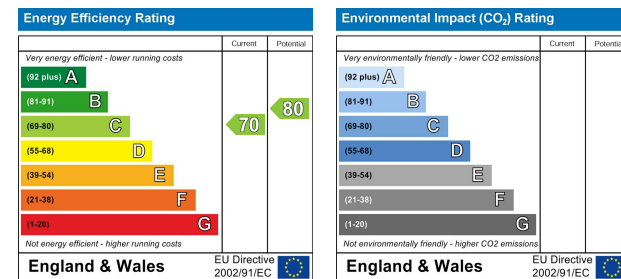 Energy Efficiency Rating
Current Potential
Very energy efficient - lower running costs
(92 plus) A
(81-91) B
(69-80) C
(55-68) D
(39-54) E
(21-38) F
(1-20) G
70
80
Not energy efficient - higher running costs
England & Wales
EU Directive
2002/91/EC
Environmental Impact (CO₂) Rating
Current Potential
Very environmentally friendly - lower CO2 emissions
(92 plus) A
(81-91) B
(69-80) C
(55-68) D
(39-54) E
(21-38) F
(1-20) G
Not environmentally friendly - higher CO2 emissions
England & Wales
EU Directive
2002/91/EC